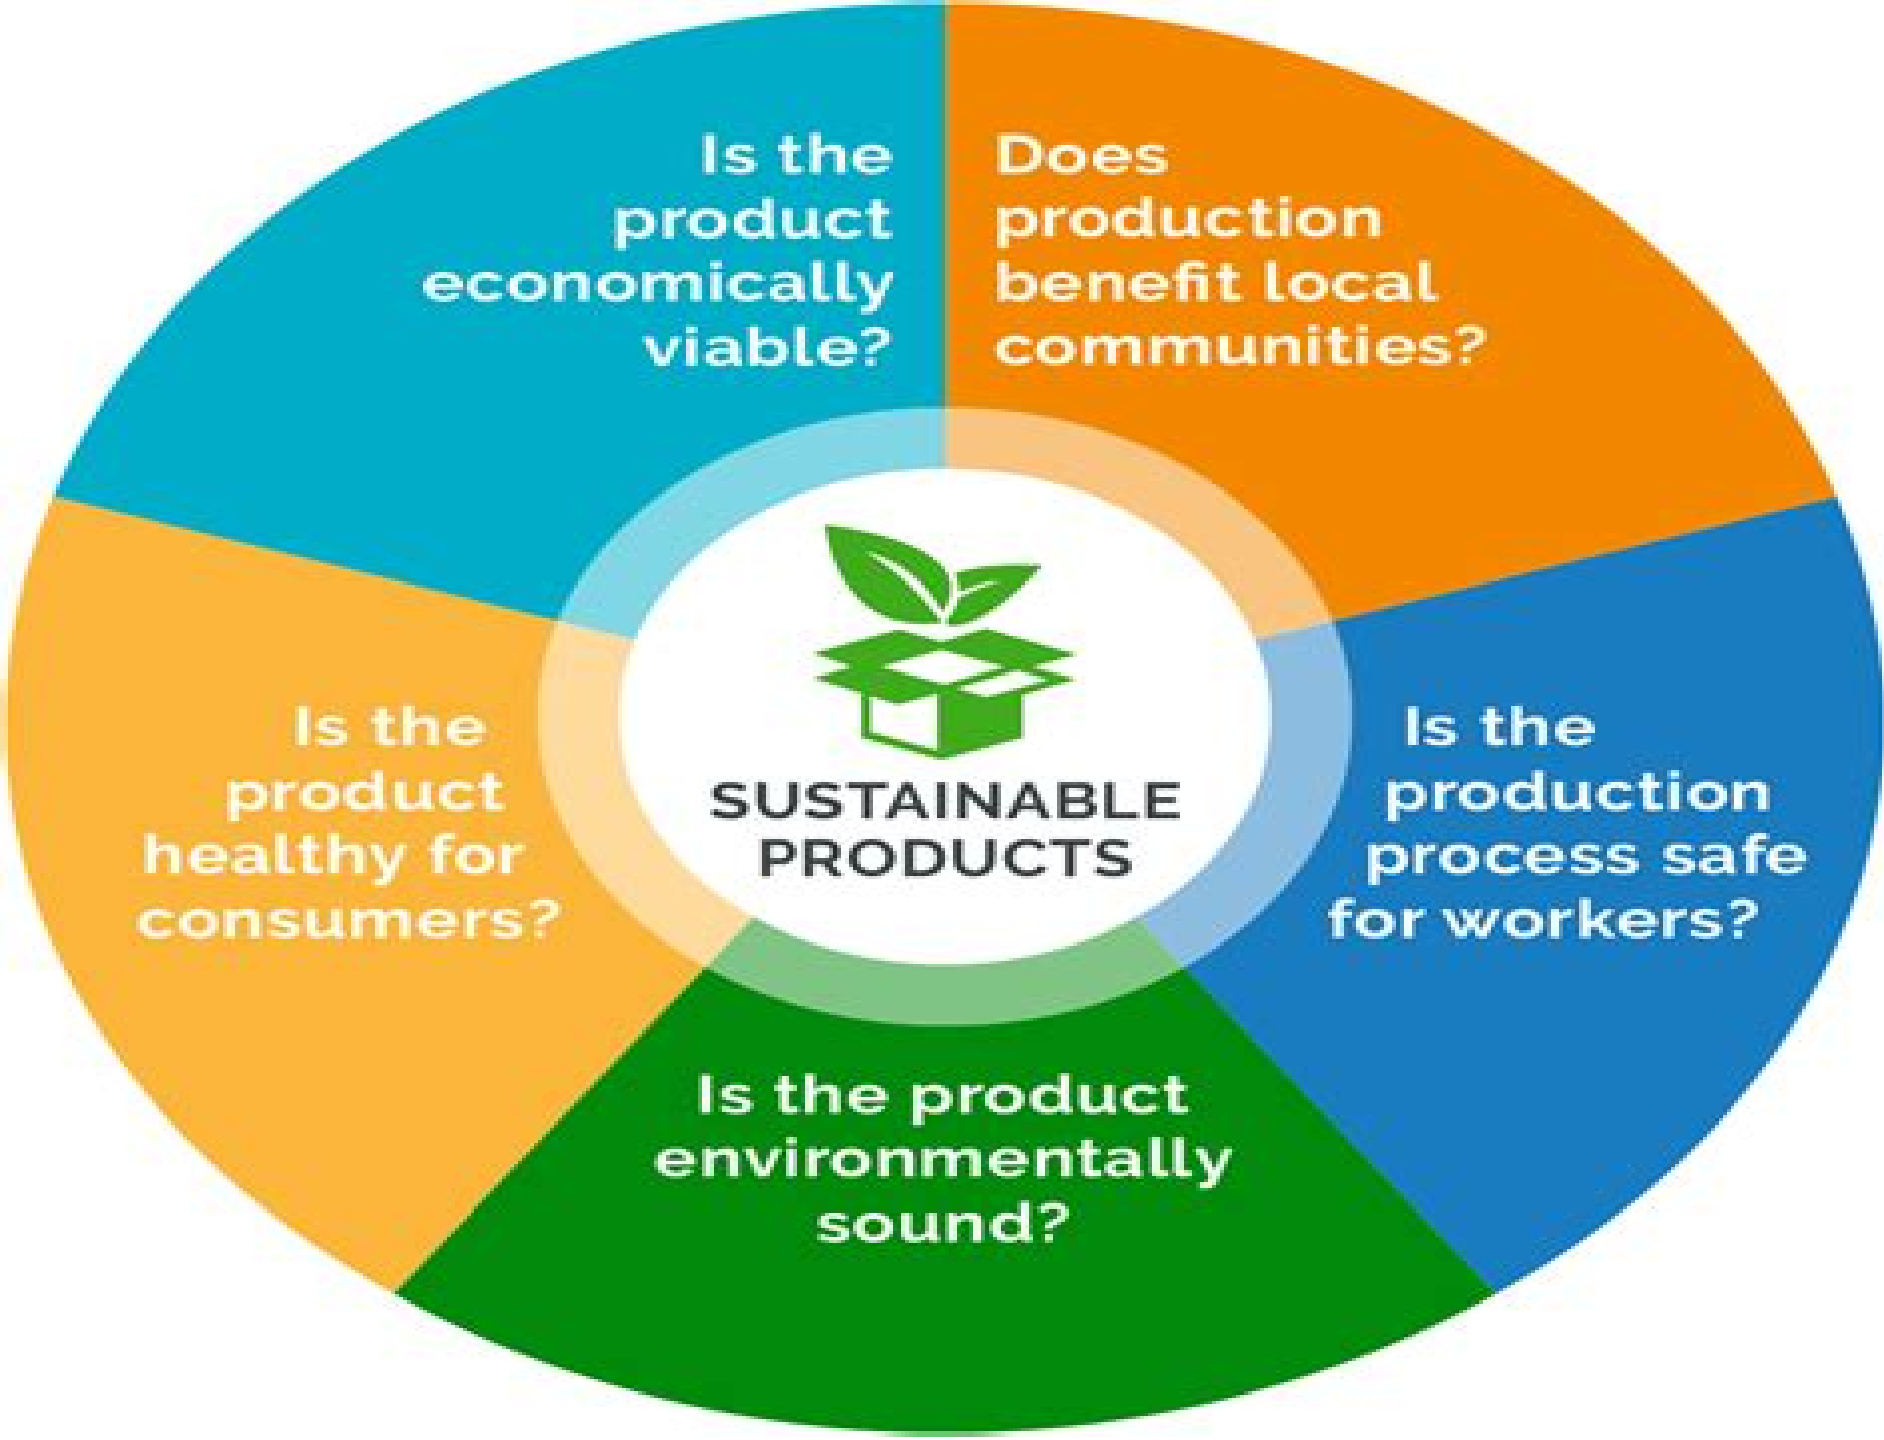 Is the
product
economically
viable?
Does
production
benefit local
communities?
Is the
production
process safe
for workers?
Is the product
environmentally
sound?
Is the
product
healthy for
consumers?
SUSTAINABLE
PRODUCTS